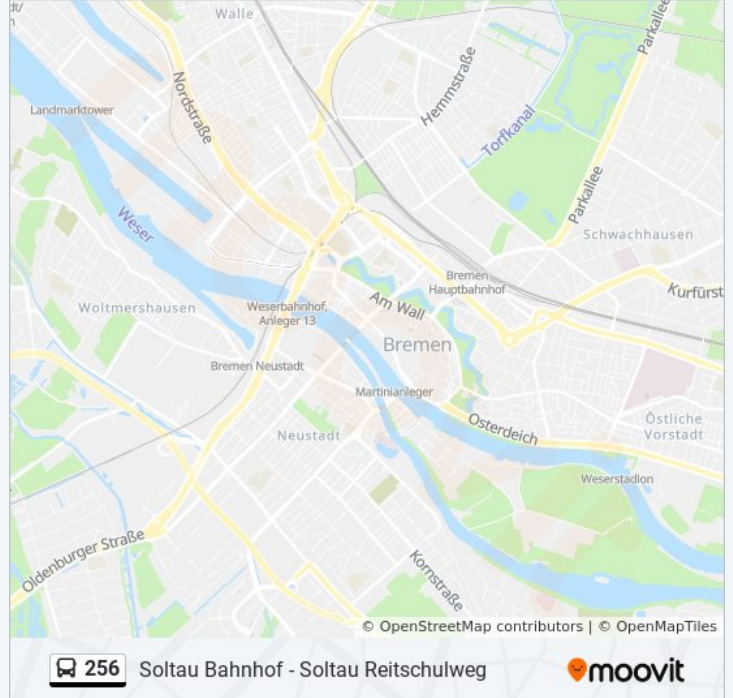 dt/
Walle
Parkallee
Nordstraße
Hemmstraße
Landmarktower
Torfkanal
Parkallee
Weser
Schwachhausen
Bremen
Hauptbahnhof
Kurfürst
Woltmershausen
Weserbahnhof,
Anleger 13
Am Wall
Bremen
Bremen Neustadt
Martinianleger
Neustadt
Osterdeich
Östliche
Vorstadt
Weserstadion
Oldenburger Straße
Kornstraße
© OpenStreetMap contributors | © OpenMapTiles
256 Soltau Bahnhof - Soltau Reitschulweg moovit